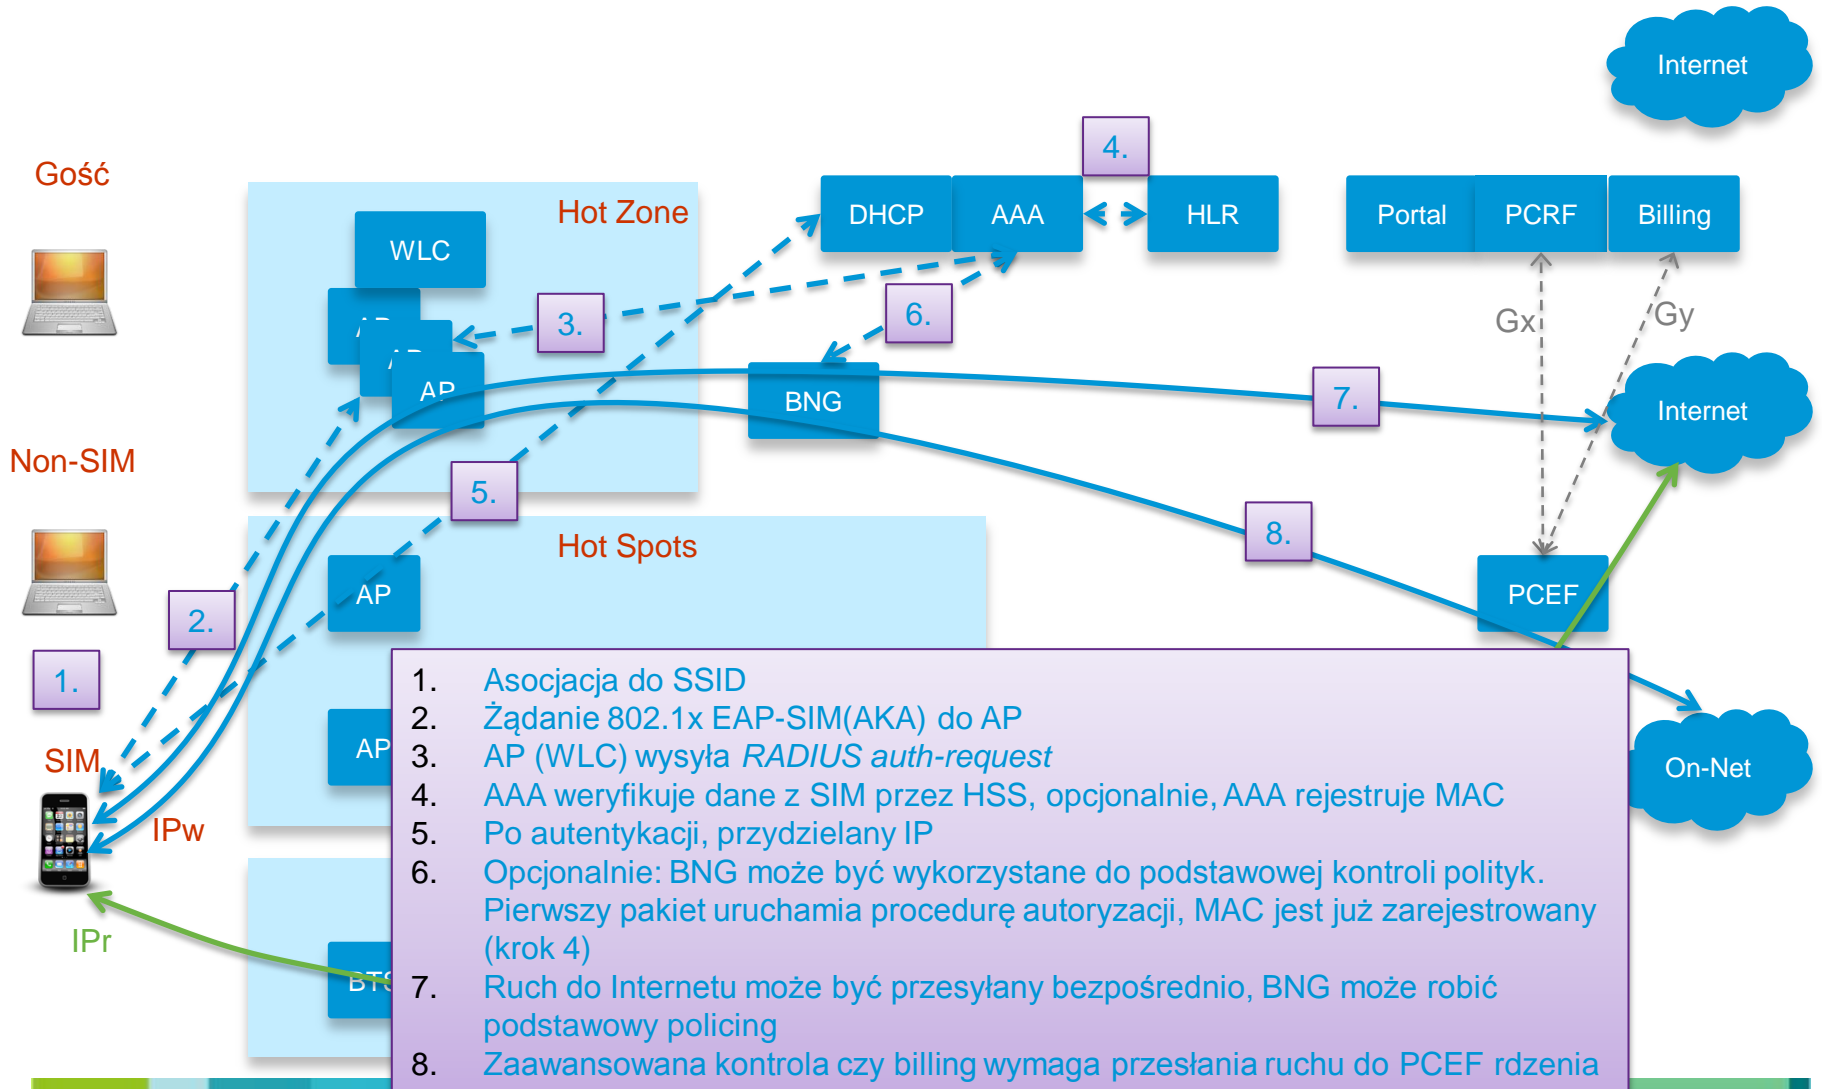 Internet
4.
Gość
Hot Zone
DHCP
AAA
HLR
Portal
PCRF
Billing
WLC
3.
6.
Gx
Gy
AP
AP
AP
BNG
7.
Internet
Non-SIM
5.
8.
Hot Spots
AP
PCEF
2.
1.
SIM
AP
On-Net
IPw
IPr
1. Asocjacja do SSID
2. Żądanie 802.1x EAP-SIM(AKA) do AP
3. AP (WLC) wysyła RADIUS auth-request
4. AAA weryfikuje dane z SIM przez HSS, opcjonalnie, AAA rejestruje MAC
5. Po autentykacji, przydzielany IP
6. Opcjonalnie: BNG może być wykorzystane do podstawowej kontroli polityk.
Pierwszy pakiet uruchamia procedurę autoryzacji, MAC jest już zarejestrowany
(krok 4)
7. Ruch do Internetu może być przesyłany bezpośrednio, BNG może robić
podstawowy policing
8. Zaawansowana kontrola czy billing wymaga przesłania ruchu do PCEF rdzenia
BTS